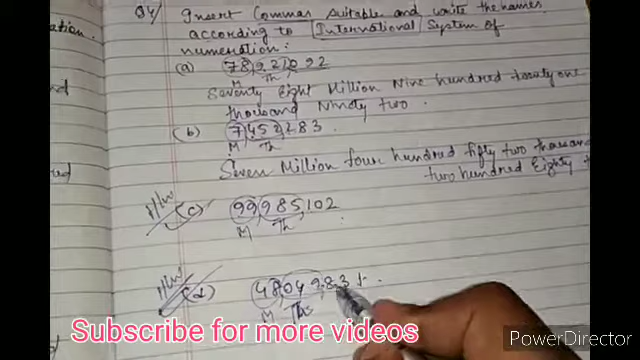 Q4) Insert Commas suitable and write the names
according to International System of
numeration:
(a) 78,921,092
M Th
Seventy Eight Million Nine hundred twenty one
thousand Ninety two.
(b) 7,452,283.
M Th
Seven Million four hundred fifty two thousand
two hundred Eighty
H/w (c) 99,985,102
M Th
H/w (d) 48049831
M Ths
Subscribe for more videos
PowerDirector